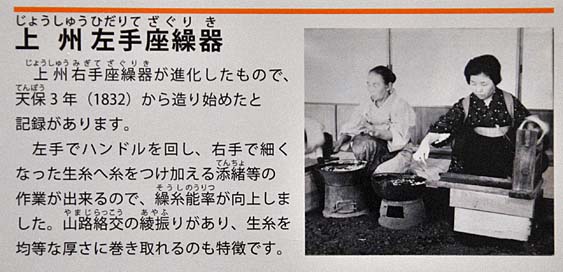 じょうしゅうひだりて ざぐり き
上 州 左手座繰器
じょうしゅうみぎて ざぐり き
上 州 右手座繰器が進化したもので、
てんぽう
天保3年（1832）から造り始めたと
記録があります。
左手でハンドルを回し、右手で細く
てんちょ
なった生糸へ糸をつけ加える添緒等の
そうしのうりつ
作業が出来るので、繰糸能率が向上しま
やまじらっこう あやふ
した。山路絡交の綾振りがあり、生糸を
均等な厚さに巻き取れるのも特徴です。